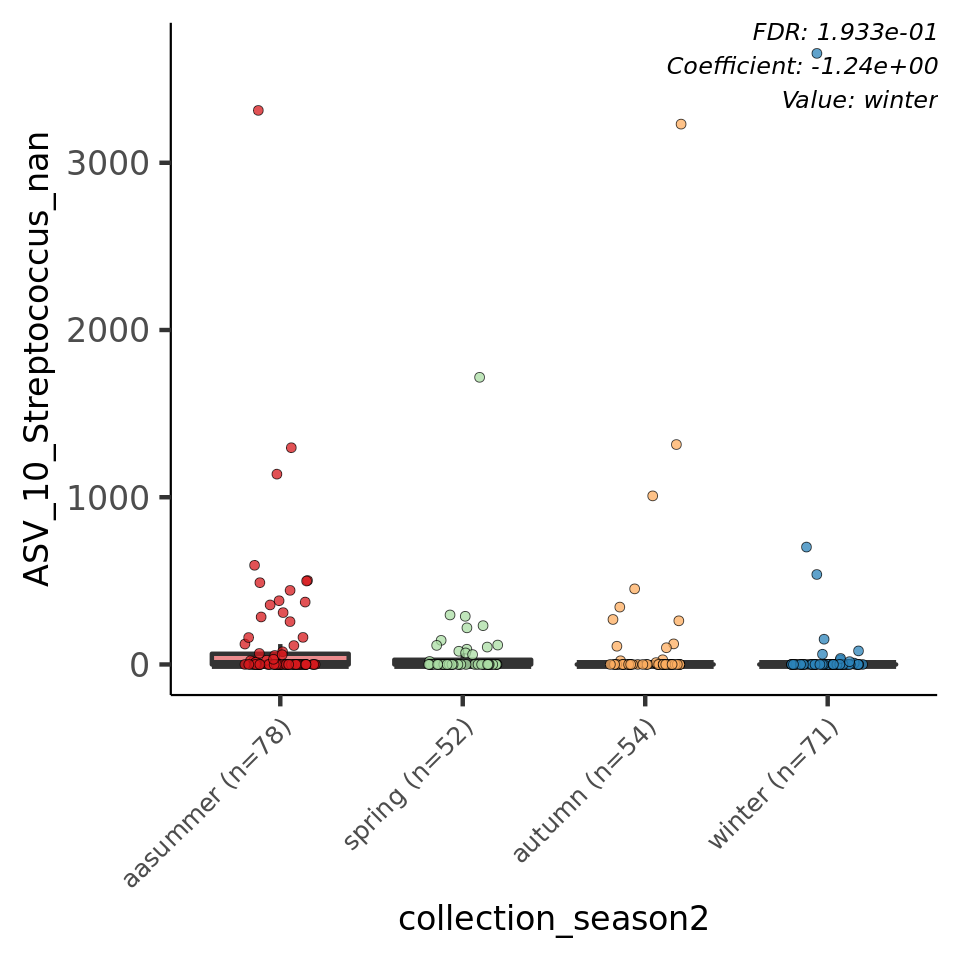 FDR: 1.933e-01
Coefficient: -1.24e+00
Value: winter
ASV_10_Streptococcus_nan
3000
2000
1000
0
aasummer (n=78)
spring (n=52)
autumn (n=54)
winter (n=71)
collection_season2